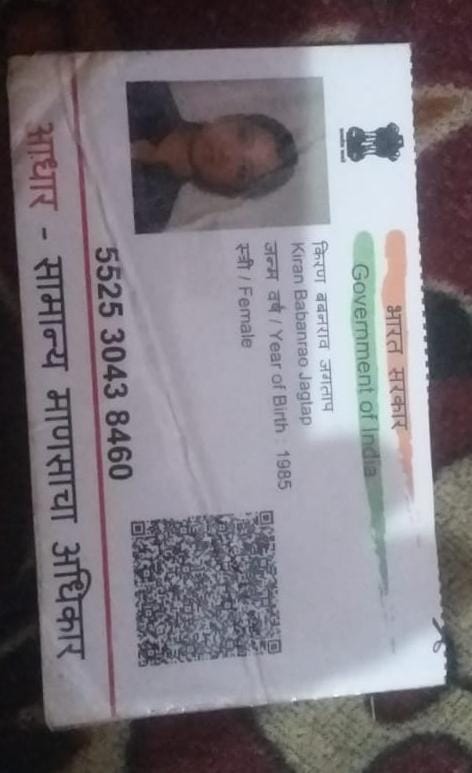 भारत सरकार
Government of India
किरण बबनराव जगताप
Kiran Babanrao Jagtap
जन्म वर्ष / Year of Birth : 1985
स्त्री / Female
5525 3043 8460
आधार - सामान्य माणसाचा अधिकार